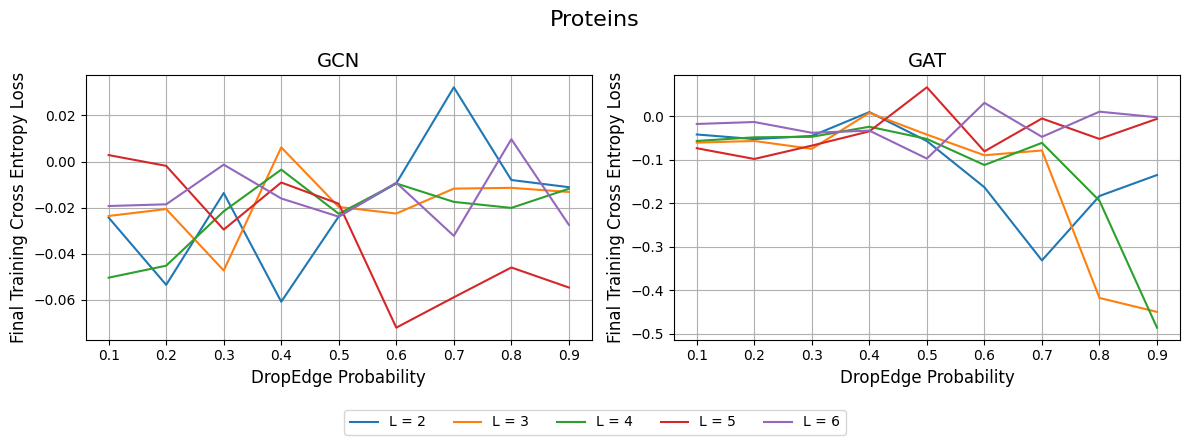 Proteins
GCN
Final Training Cross Entropy Loss
0.02
0.00
−0.02
−0.04
−0.06
0.1 0.2 0.3 0.4 0.5 0.6 0.7 0.8 0.9
DropEdge Probability
GAT
Final Training Cross Entropy Loss
0.0
−0.1
−0.2
−0.3
−0.4
−0.5
0.1 0.2 0.3 0.4 0.5 0.6 0.7 0.8 0.9
DropEdge Probability
L = 2 L = 3 L = 4 L = 5 L = 6